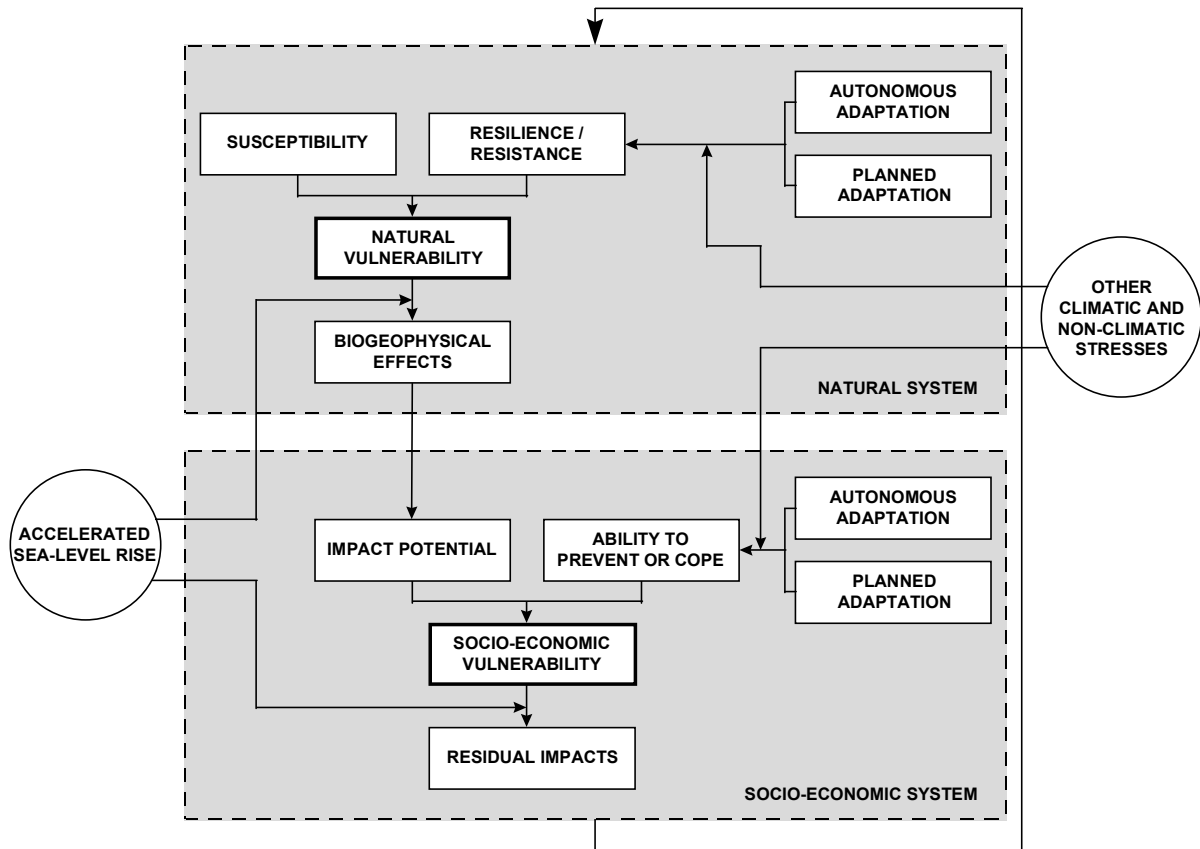 AUTONOMOUS
ADAPTATION
SUSCEPTIBILITY
RESILIENCE /
RESISTANCE
PLANNED
ADAPTATION
NATURAL
VULNERABILITY
OTHER
CLIMATIC AND
NON-CLIMATIC
STRESSES
BIOGEOPHYSICAL
EFFECTS
NATURAL SYSTEM
ACCELERATED
SEA-LEVEL RISE
IMPACT POTENTIAL
ABILITY TO
PREVENT OR COPE
AUTONOMOUS
ADAPTATION
PLANNED
ADAPTATION
SOCIO-ECONOMIC
VULNERABILITY
RESIDUAL IMPACTS
SOCIO-ECONOMIC SYSTEM